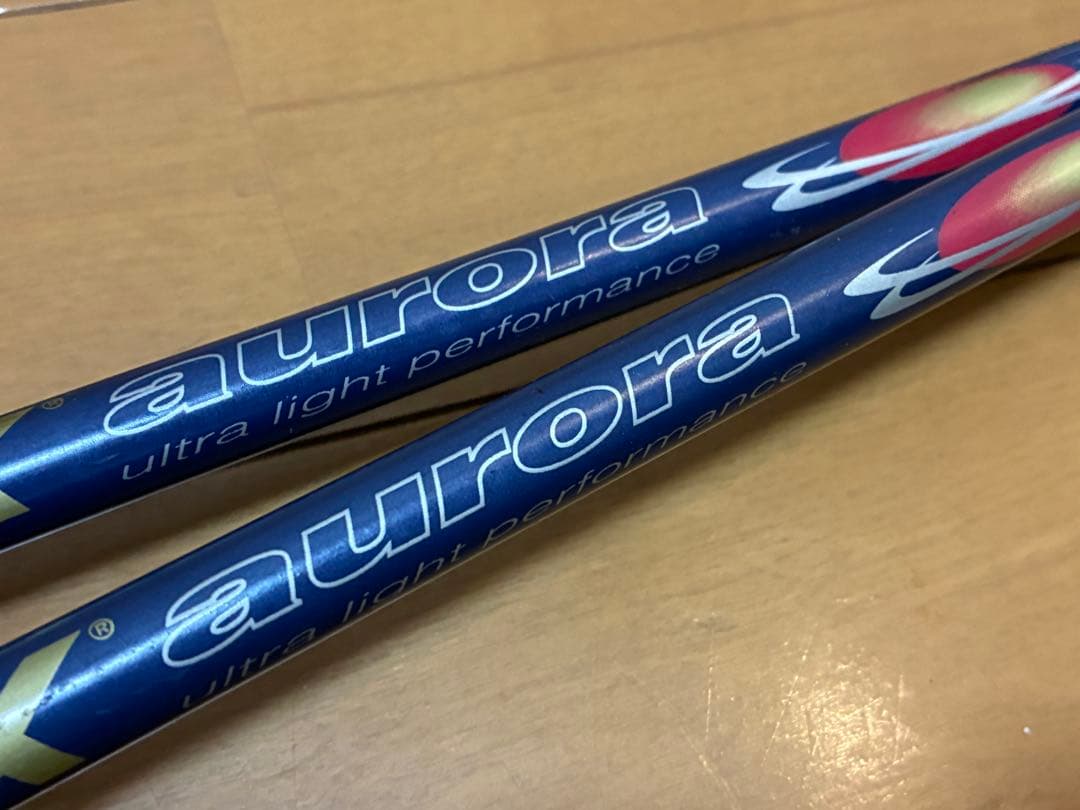 ®
aurora
ultra light performance
®
aurora
ultra light performance